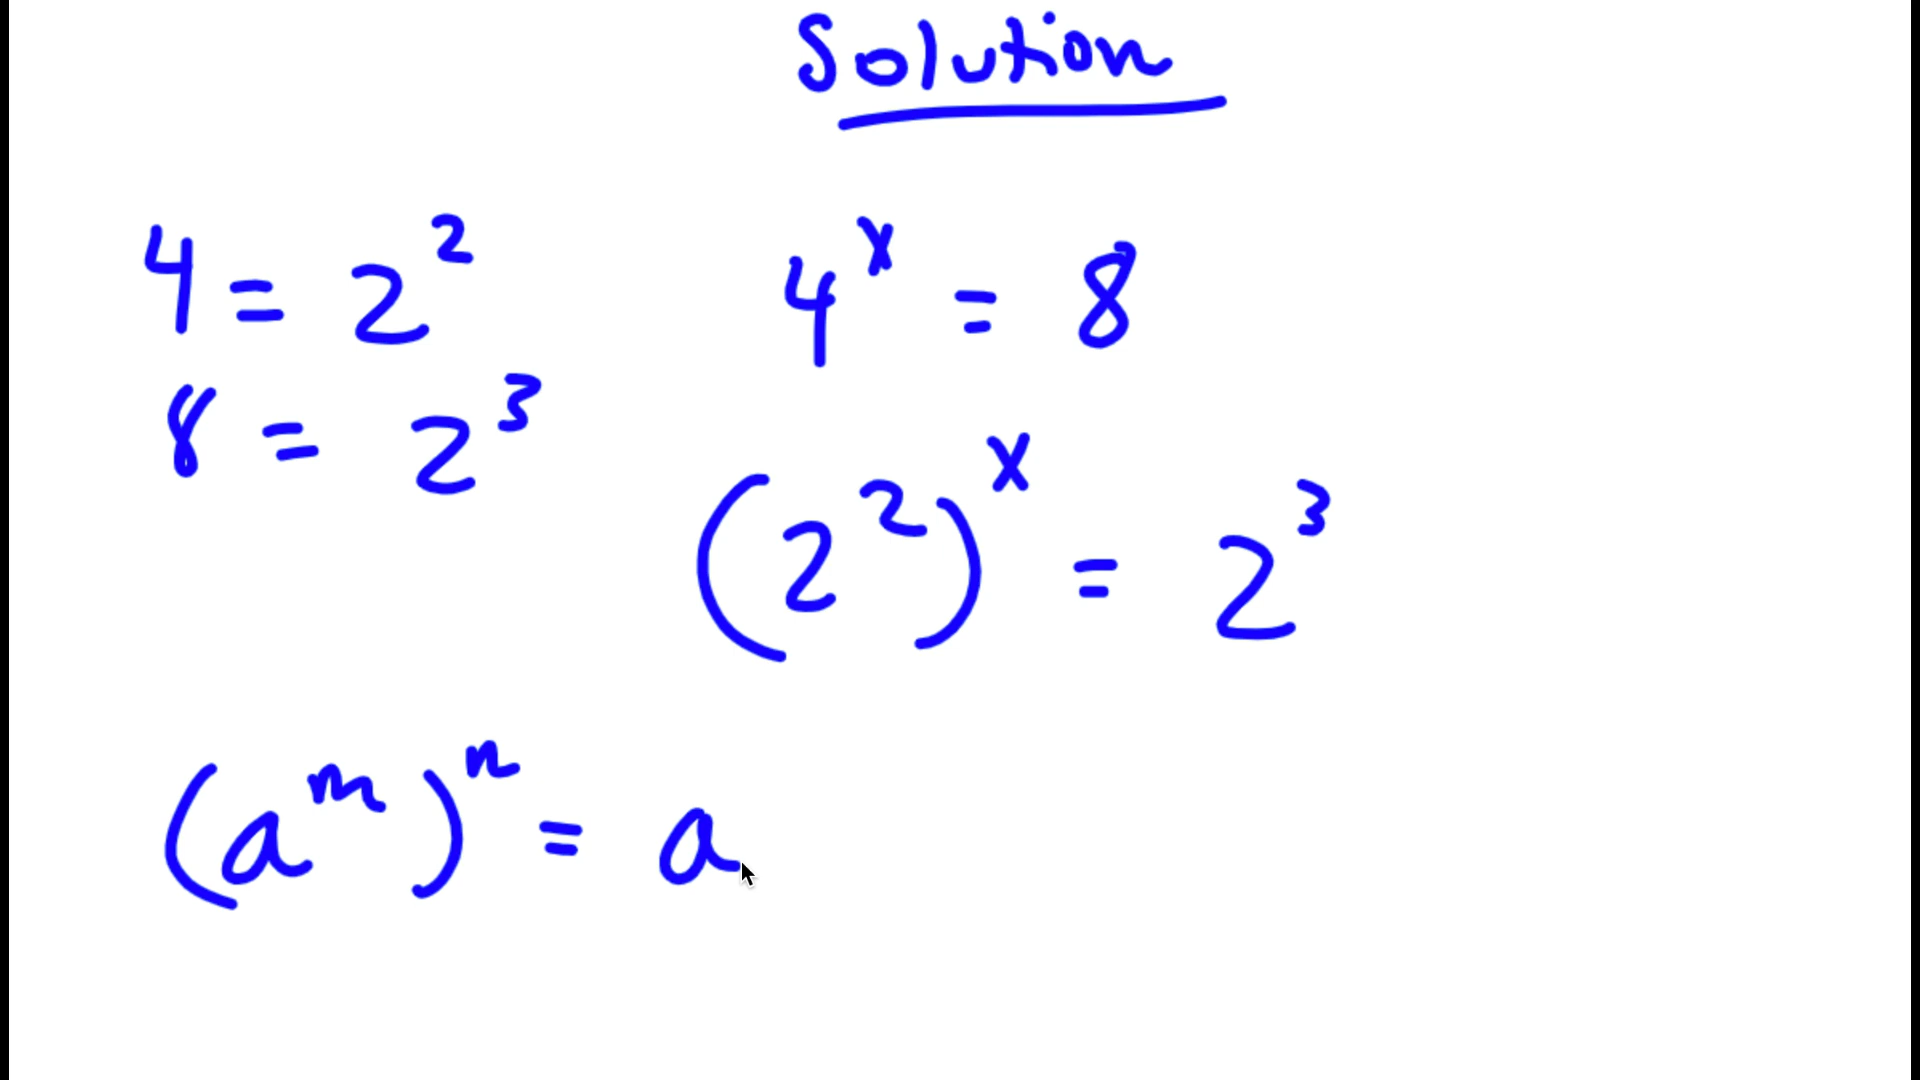 Solution
4 = 2²
4ˣ = 8
8 = 2³
(2²)ˣ = 2³
(aᵐ)ⁿ = a